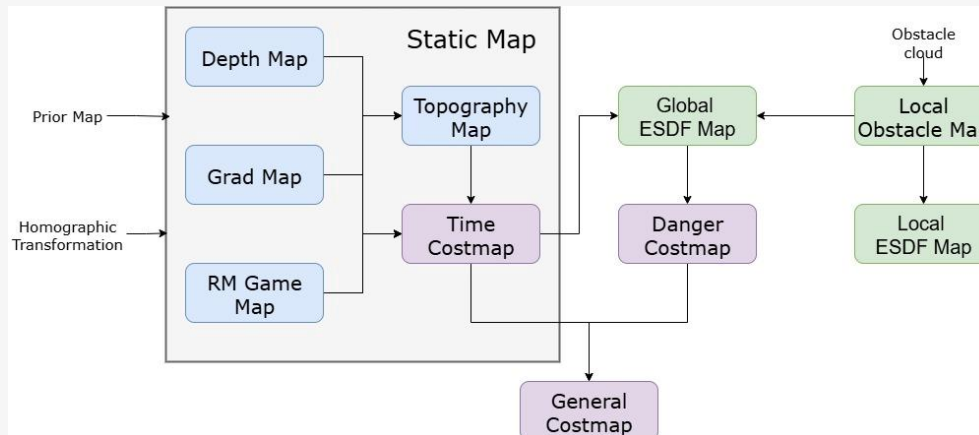 Static Map
Depth Map
Obstacle
cloud
Prior Map
Topography
Map
Global
ESDF Map
Local
Obstacle Ma
Grad Map
Homographic
Transformation
Time
Costmap
Danger
Costmap
Local
ESDF Map
RM Game
Map
General
Costmap